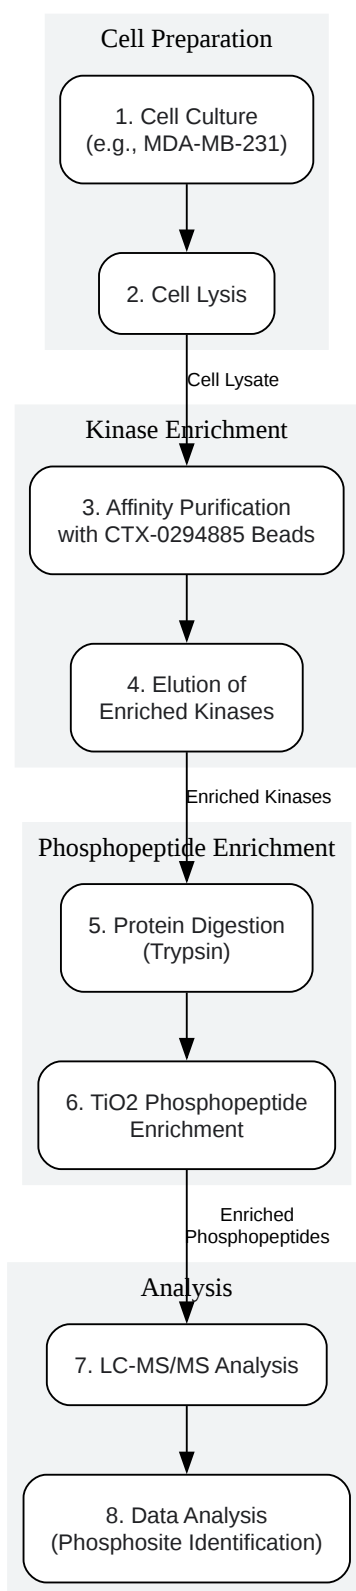 Cell Preparation
1. Cell Culture
(e.g., MDA-MB-231)
2. Cell Lysis
Cell Lysate
Kinase Enrichment
3. Affinity Purification
with CTX-0294885 Beads
4. Elution of
Enriched Kinases
Enriched Kinases
Phosphopeptide Enrichment
5. Protein Digestion
(Trypsin)
6. TiO2 Phosphopeptide
Enrichment
Enriched
Phosphopeptides
Analysis
7. LC-MS/MS Analysis
8. Data Analysis
(Phosphosite Identification)